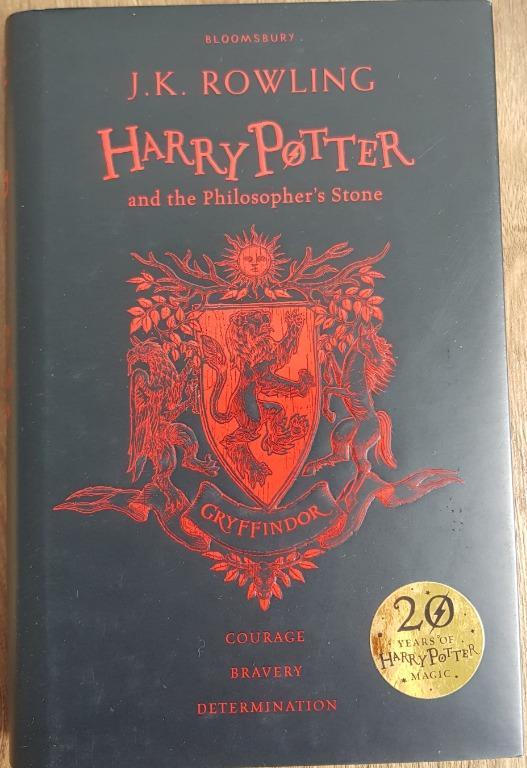 BLOOMSBURY
J.K. ROWLING
HARRY POTTER
and the Philosopher's Stone
GRYFFINDOR
COURAGE
BRAVERY
DETERMINATION
20
YEARS OF
HARRY POTTER
MAGIC